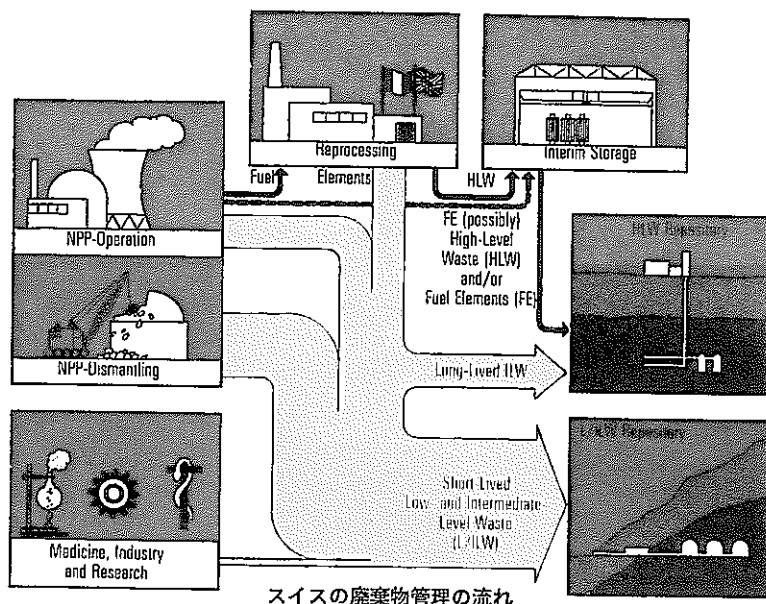 Reprocessing
Interim Storage
Fuel Elements
HLW
NPP-Operation
FE (possibly)
High-Level
Waste (HLW)
and/or
Fuel Elements (FE)
HLW Repository
NPP-Dismantling
Long-Lived ILW
L/ILW Repository
Short-Lived
Low- and Intermediate
Level Waste
(L/ILW)
Medicine, Industry
and Research
スイスの廃棄物管理の流れ